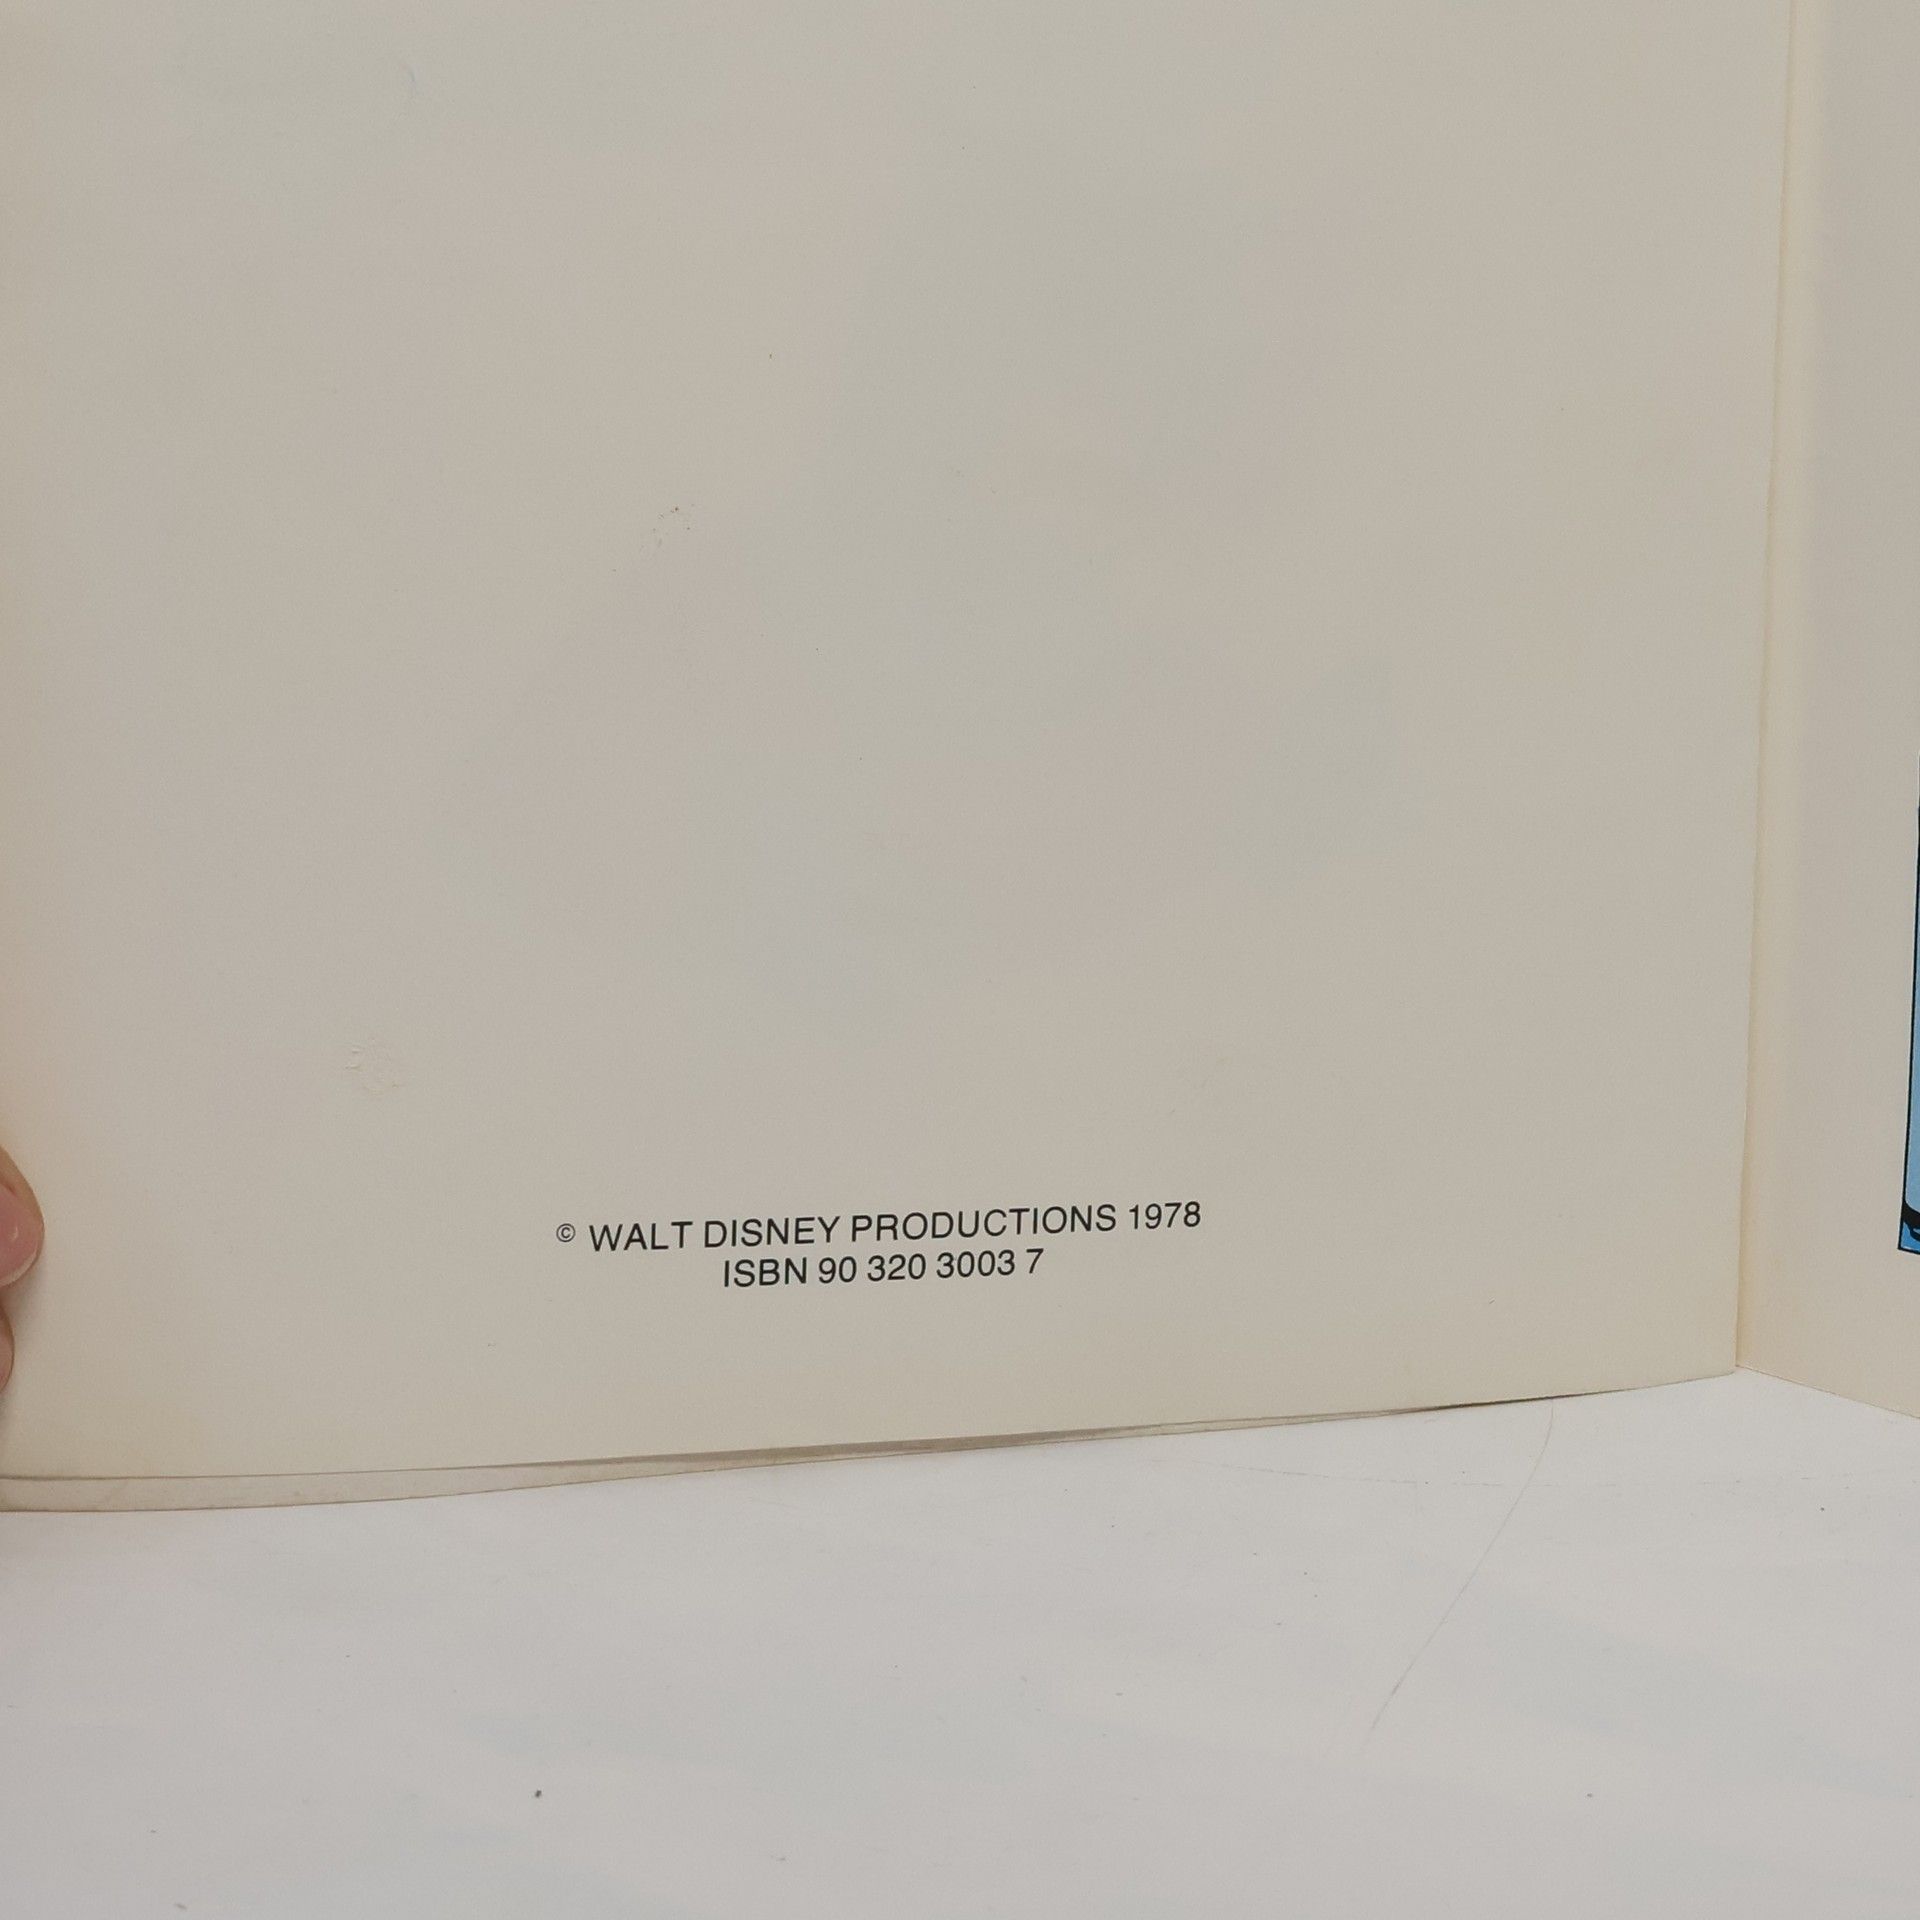 © WALT DISNEY PRODUCTIONS 1978
ISBN 90 320 3003 7